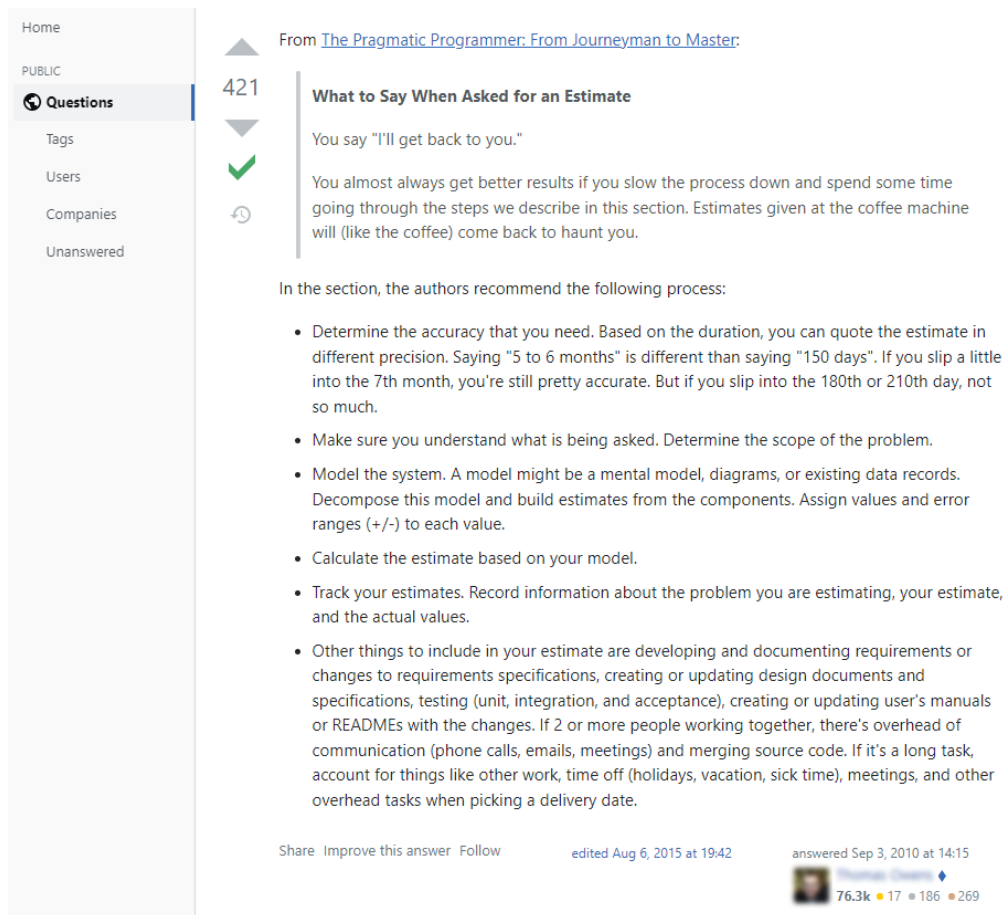 Home
PUBLIC
Questions
Tags
Users
Companies
Unanswered
421
From The Pragmatic Programmer: From Journeyman to Master:
What to Say When Asked for an Estimate
You say "I'll get back to you."
You almost always get better results if you slow the process down and spend some time
going through the steps we describe in this section. Estimates given at the coffee machine
will (like the coffee) come back to haunt you.
In the section, the authors recommend the following process:
• Determine the accuracy that you need. Based on the duration, you can quote the estimate in
different precision. Saying "5 to 6 months" is different than saying "150 days". If you slip a little
into the 7th month, you're still pretty accurate. But if you slip into the 180th or 210th day, not
so much.
• Make sure you understand what is being asked. Determine the scope of the problem.
• Model the system. A model might be a mental model, diagrams, or existing data records.
Decompose this model and build estimates from the components. Assign values and error
ranges (+/-) to each value.
• Calculate the estimate based on your model.
• Track your estimates. Record information about the problem you are estimating, your estimate,
and the actual values.
• Other things to include in your estimate are developing and documenting requirements or
changes to requirements specifications, creating or updating design documents and
specifications, testing (unit, integration, and acceptance), creating or updating user's manuals
or READMEs with the changes. If 2 or more people working together, there's overhead of
communication (phone calls, emails, meetings) and merging source code. If it's a long task,
account for things like other work, time off (holidays, vacation, sick time), meetings, and other
overhead tasks when picking a delivery date.
Share Improve this answer Follow
edited Aug 6, 2015 at 19:42
answered Sep 3, 2010 at 14:15
76.3k 17 186 269